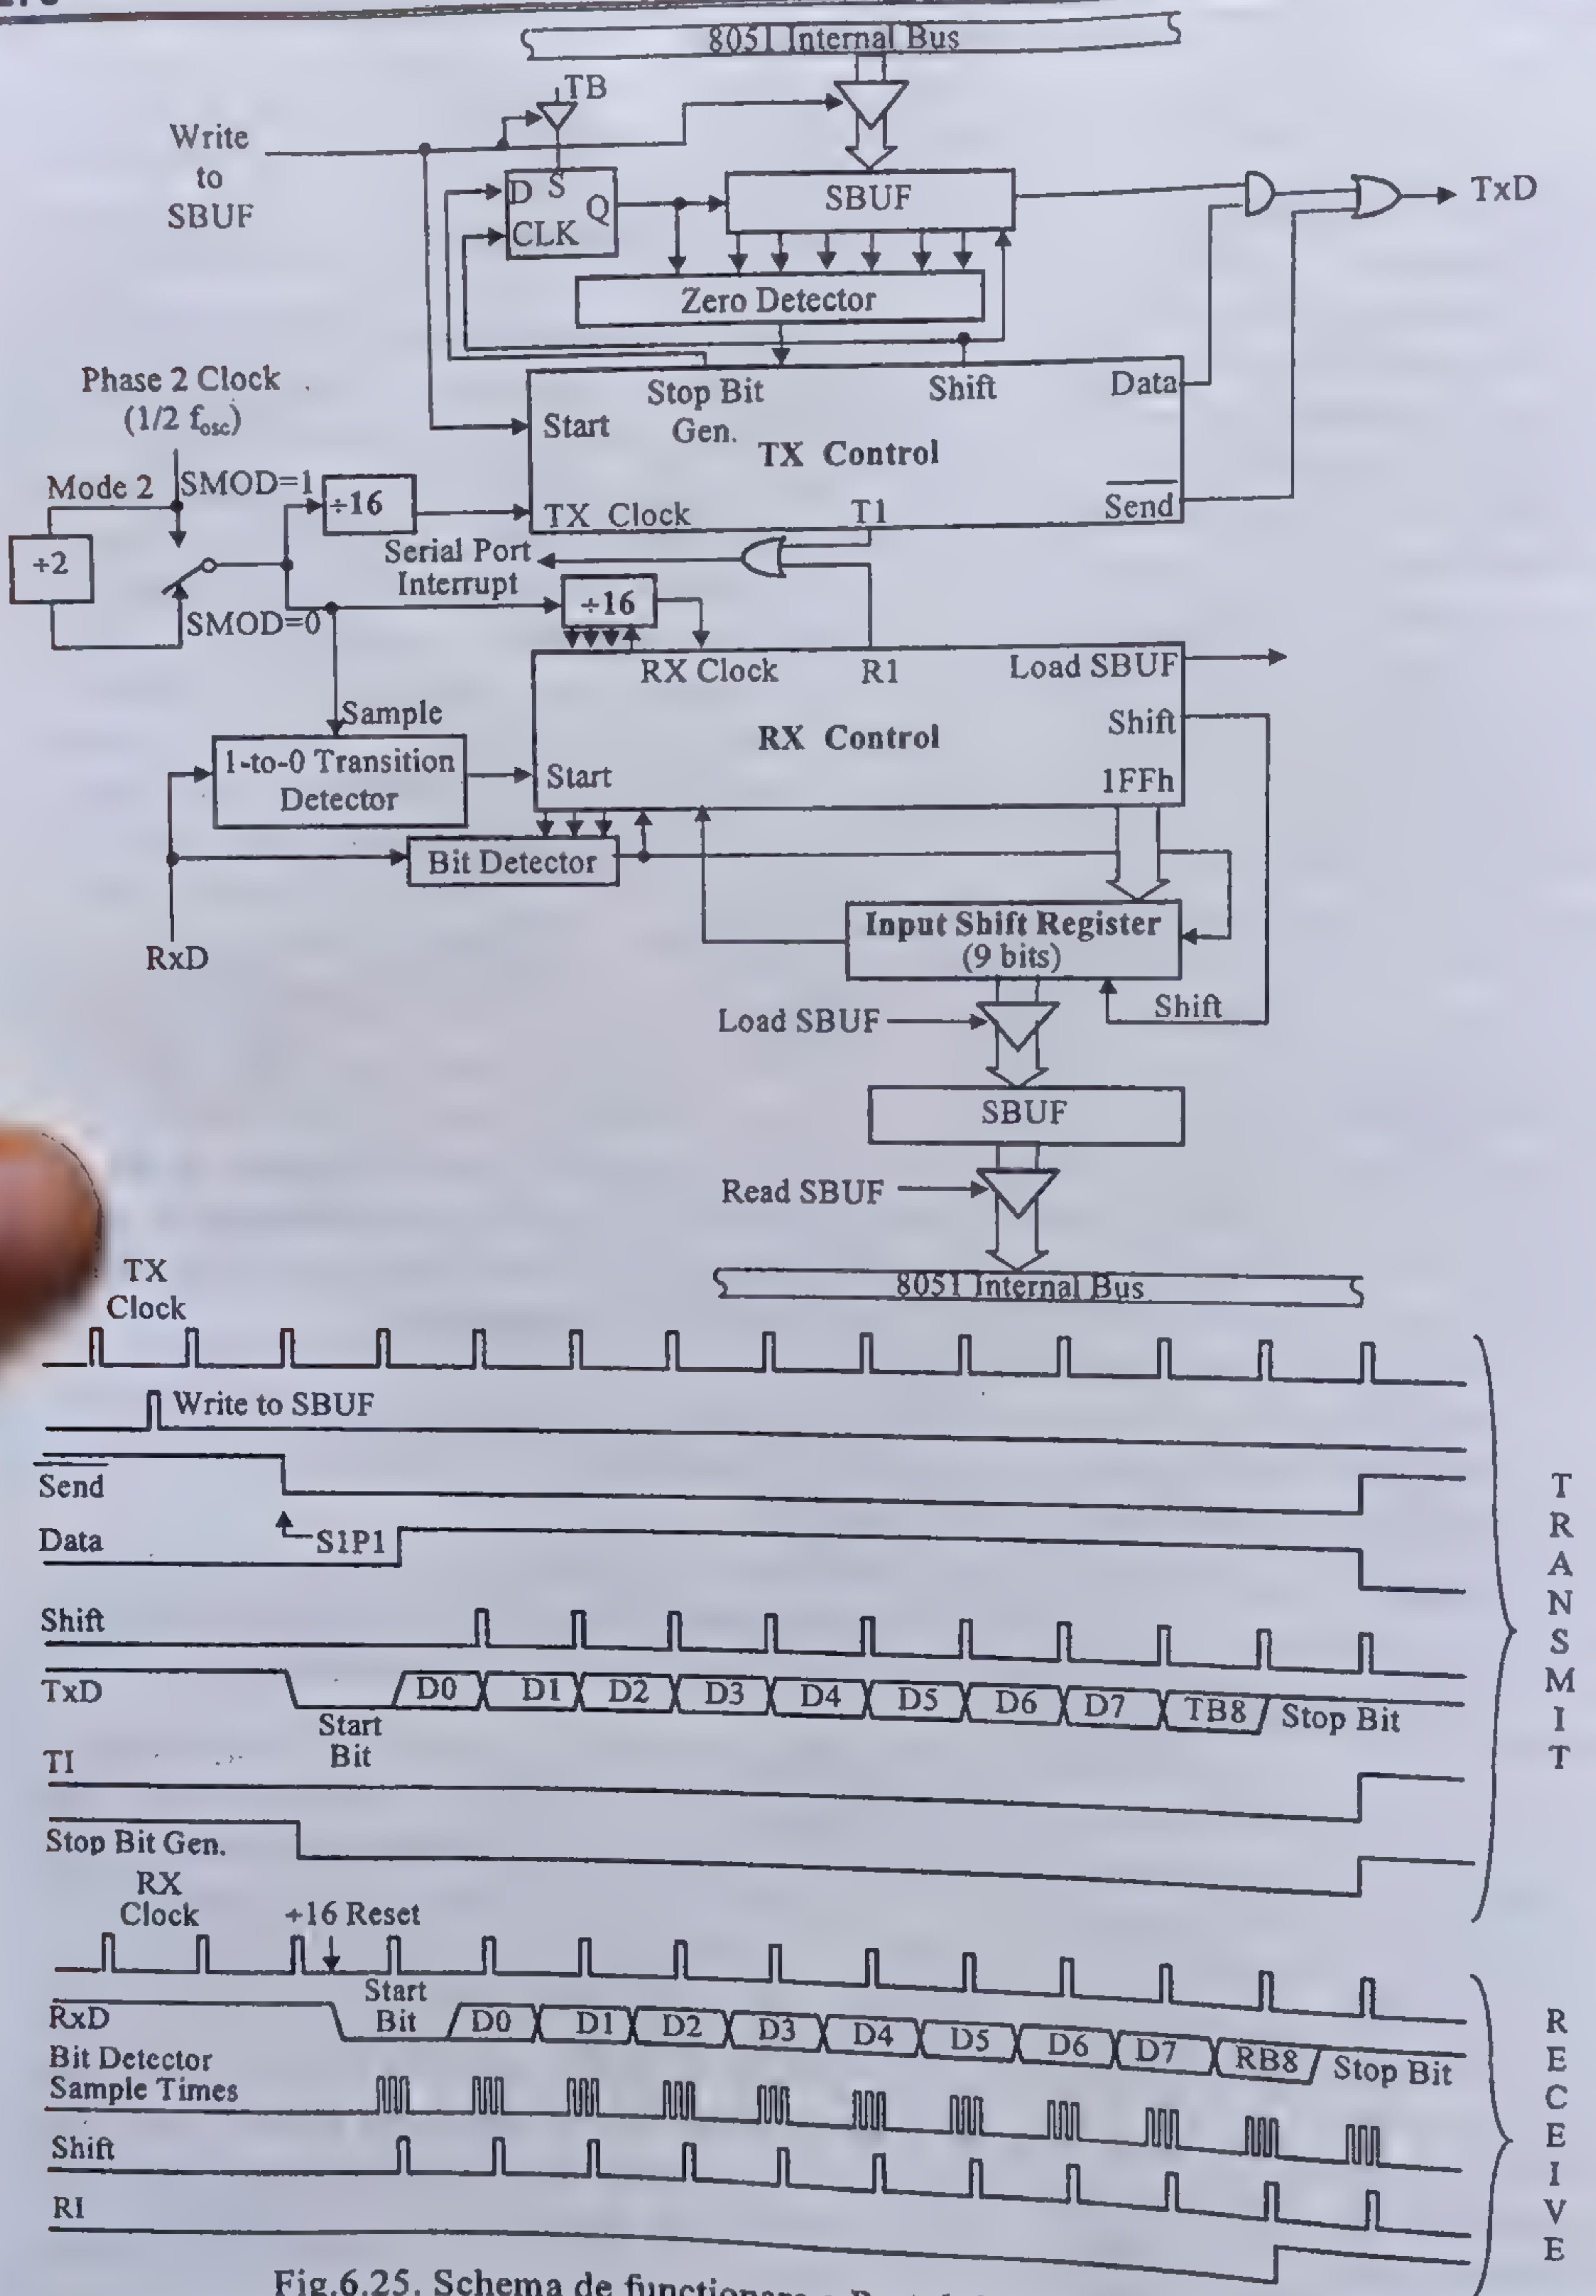 8051 Internal Bus
TB
Write
to
SBUF
D S
Q
CLK
SBUF
TxD
Zero Detector
Phase 2 Clock
(1/2 fosc)
Stop Bit
Gen.
Shift
Data
Start
TX Control
Mode 2
SMOD=1
÷16
TX Clock
T1
Send
÷2
Serial Port
Interrupt
÷16
SMOD=0
RX Clock
R1
Load SBUF
Sample
Shift
RX Control
1-to-0 Transition
Detector
Start
1FFh
Bit Detector
Input Shift Register
(9 bits)
RxD
Load SBUF
Shift
SBUF
Read SBUF
8051 Internal Bus
TX
Clock
Write to SBUF
Send
S1P1
Data
Shift
TxD
D0 D1 D2 D3 D4 D5 D6 D7 TB8 Stop Bit
Start
Bit
TI
Stop Bit Gen.
TRANSMIT
RX
Clock
÷16 Reset
Start
Bit
RxD
D0 D1 D2 D3 D4 D5 D6 D7 RB8 Stop Bit
Bit Detector
Sample Times
Shift
RI
RECEIVE
Fig.6.25. Schema de functionare a